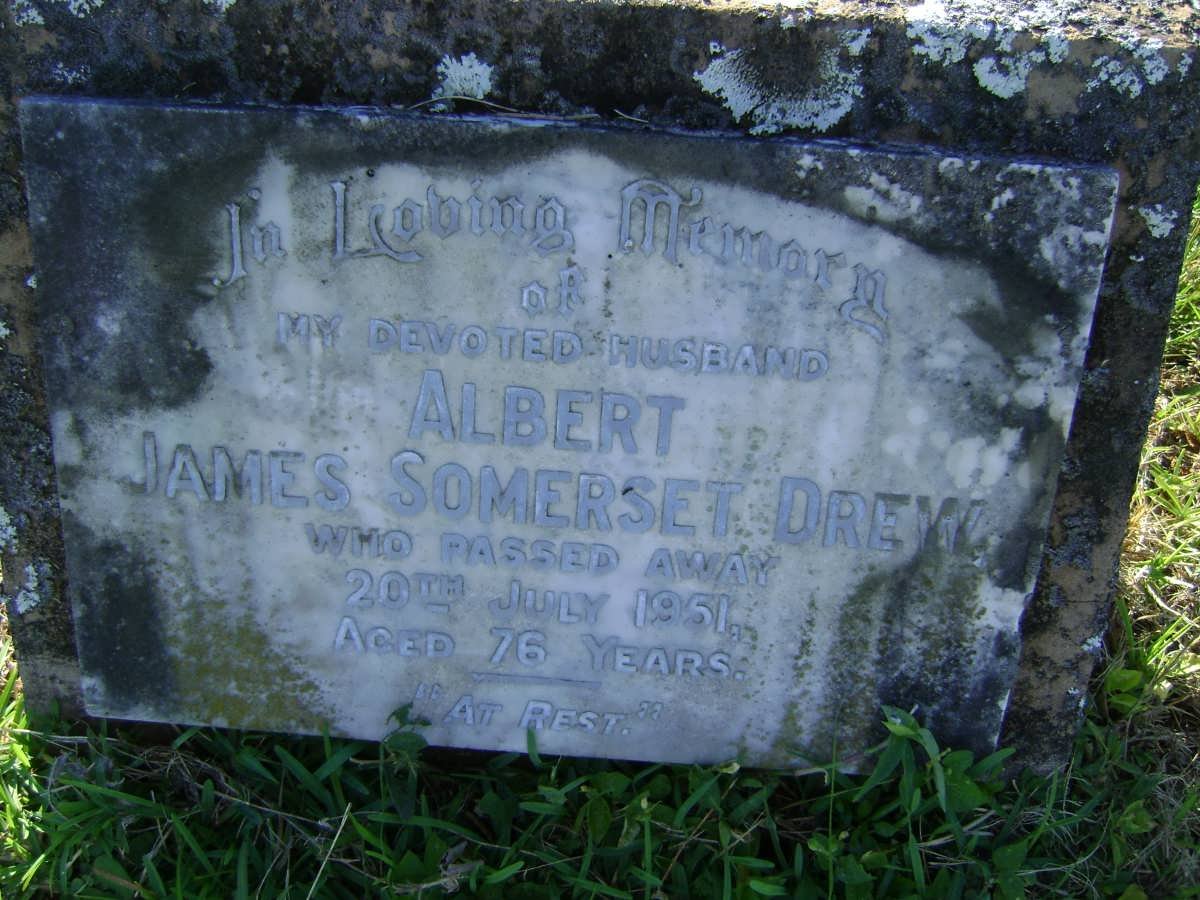 In Loving Memory
of
MY DEVOTED HUSBAND
ALBERT
JAMES SOMERSET DREW
WHO PASSED AWAY
20TH JULY 1951,
AGED 76 YEARS.
"AT REST."